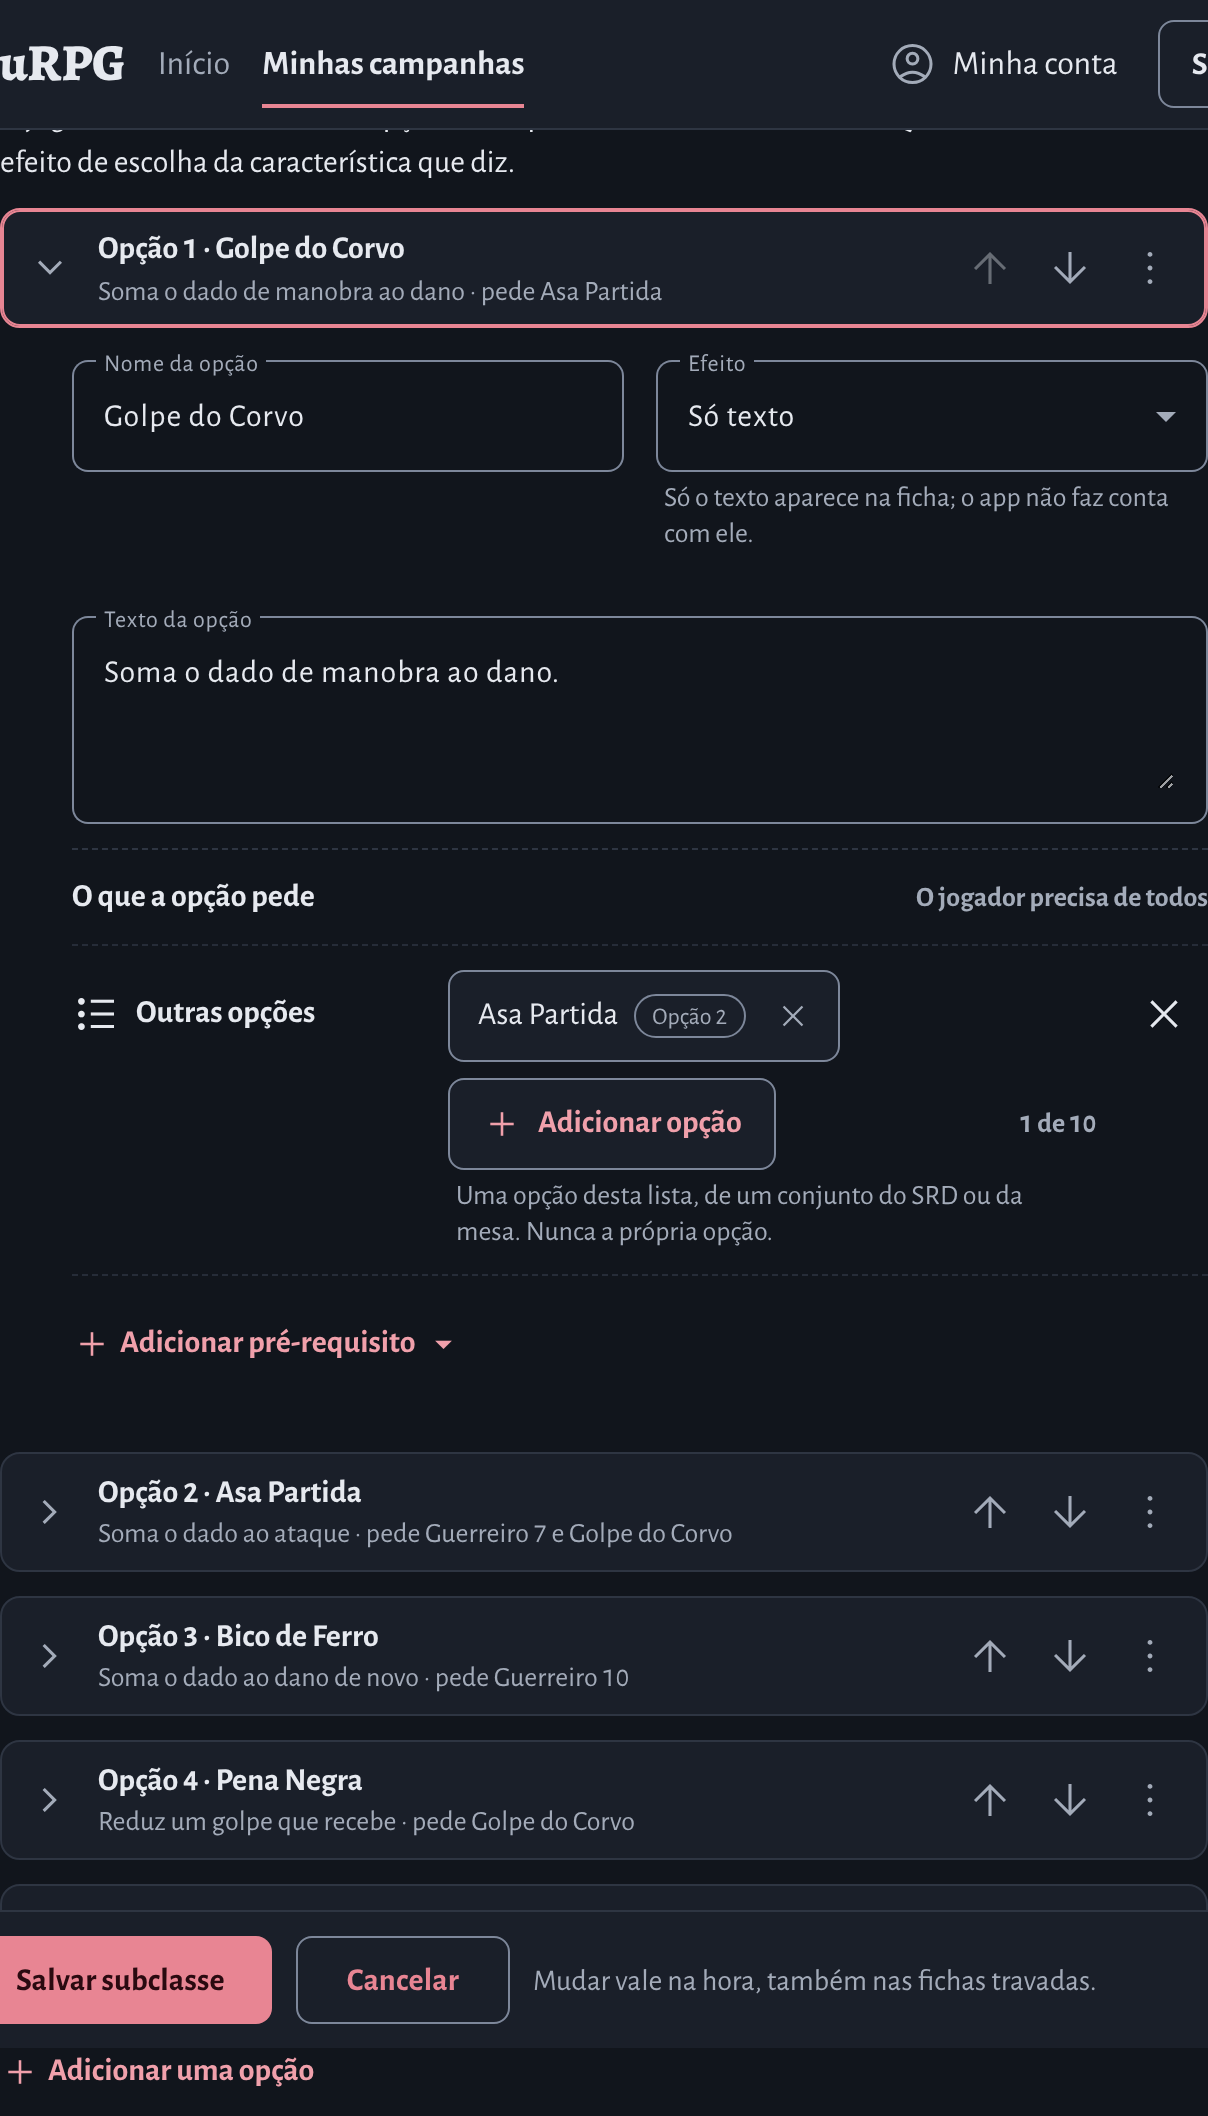 uRPG Início Minhas campanhas Minha conta S
efeito de escolha da característica que diz.
Opção 1 · Golpe do Corvo
Soma o dado de manobra ao dano · pede Asa Partida
Nome da opção
Golpe do Corvo
Efeito
Só texto
Só o texto aparece na ficha; o app não faz conta
com ele.
Texto da opção
Soma o dado de manobra ao dano.
O que a opção pede
O jogador precisa de todos
Outras opções
Asa Partida Opção 2
Adicionar opção
1 de 10
Uma opção desta lista, de um conjunto do SRD ou da
mesa. Nunca a própria opção.
Adicionar pré-requisito
Opção 2 · Asa Partida
Soma o dado ao ataque · pede Guerreiro 7 e Golpe do Corvo
Opção 3 · Bico de Ferro
Soma o dado ao dano de novo · pede Guerreiro 10
Opção 4 · Pena Negra
Reduz um golpe que recebe · pede Golpe do Corvo
Salvar subclasse
Cancelar
Mudar vale na hora, também nas fichas travadas.
Adicionar uma opção